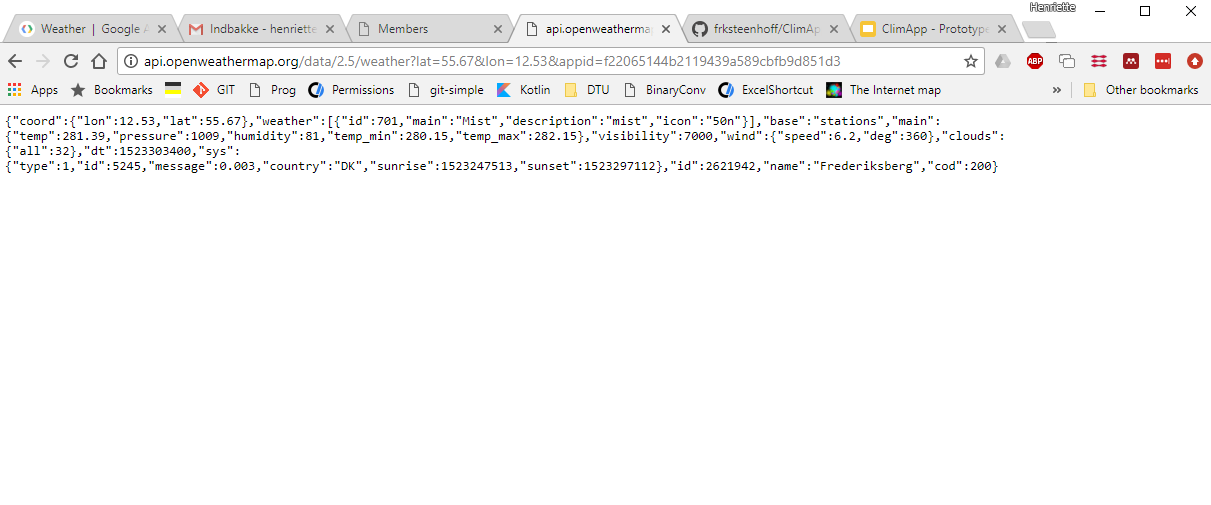 Henriette
Weather | Google A
Indbakke - henriette
Members
api.openweathermap
frksteenhoff/ClimAp
ClimApp - Prototype
api.openweathermap.org/data/2.5/weather?lat=55.67&lon=12.53&appid=f22065144b2119439a589cbfb9d851d3
ABP
Apps Bookmarks GIT Prog Permissions git-simple Kotlin DTU BinaryConv ExcelShortcut The Internet map » Other bookmarks
{"coord":{"lon":12.53,"lat":55.67},"weather":[{"id":701,"main":"Mist","description":"mist","icon":"50n"}],"base":"stations","main":
{"temp":281.39,"pressure":1009,"humidity":81,"temp_min":280.15,"temp_max":282.15},"visibility":7000,"wind":{"speed":6.2,"deg":360},"clouds":
{"all":32},"dt":1523303400,"sys":
{"type":1,"id":5245,"message":0.003,"country":"DK","sunrise":1523247513,"sunset":1523297112},"id":2621942,"name":"Frederiksberg","cod":200}